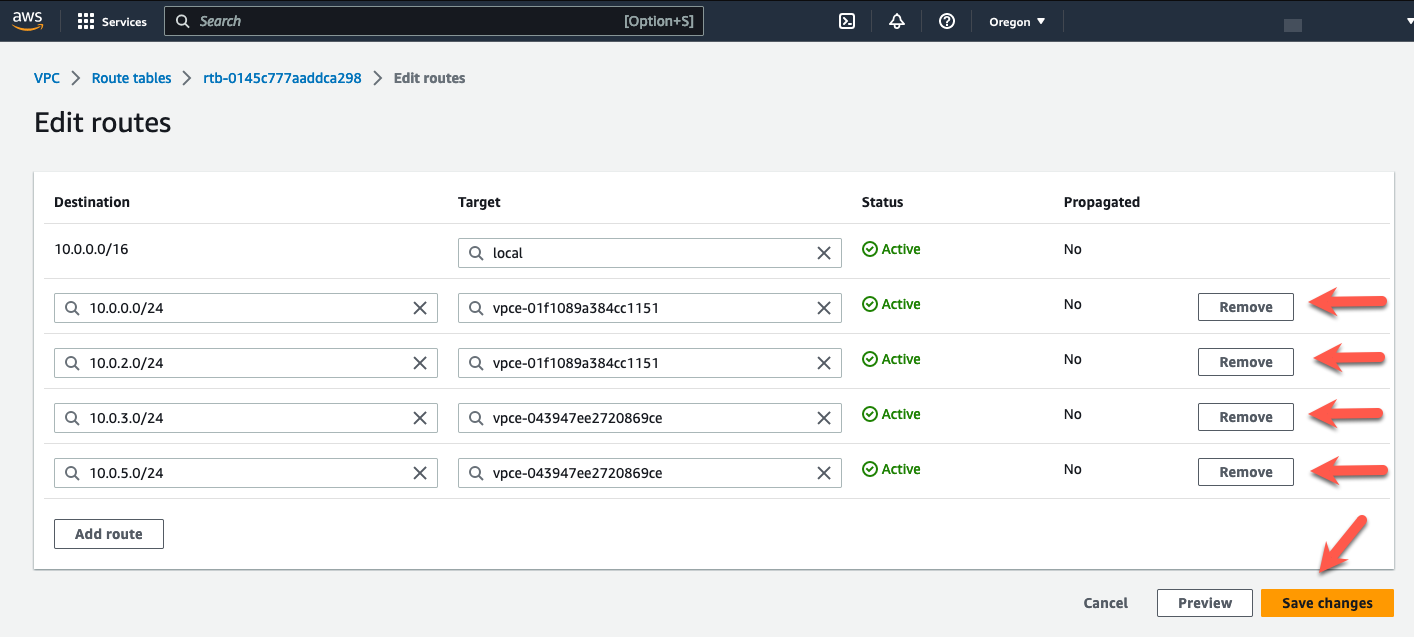 aws Services Search [Option+S] Oregon
VPC > Route tables > rtb-0145c777aaddca298 > Edit routes
Edit routes
Destination Target Status Propagated
10.0.0.0/16 local Active No
10.0.0.0/24 vpce-01f1089a384cc1151 Active No Remove
10.0.2.0/24 vpce-01f1089a384cc1151 Active No Remove
10.0.3.0/24 vpce-043947ee2720869ce Active No Remove
10.0.5.0/24 vpce-043947ee2720869ce Active No Remove
Add route
Cancel Preview Save changes